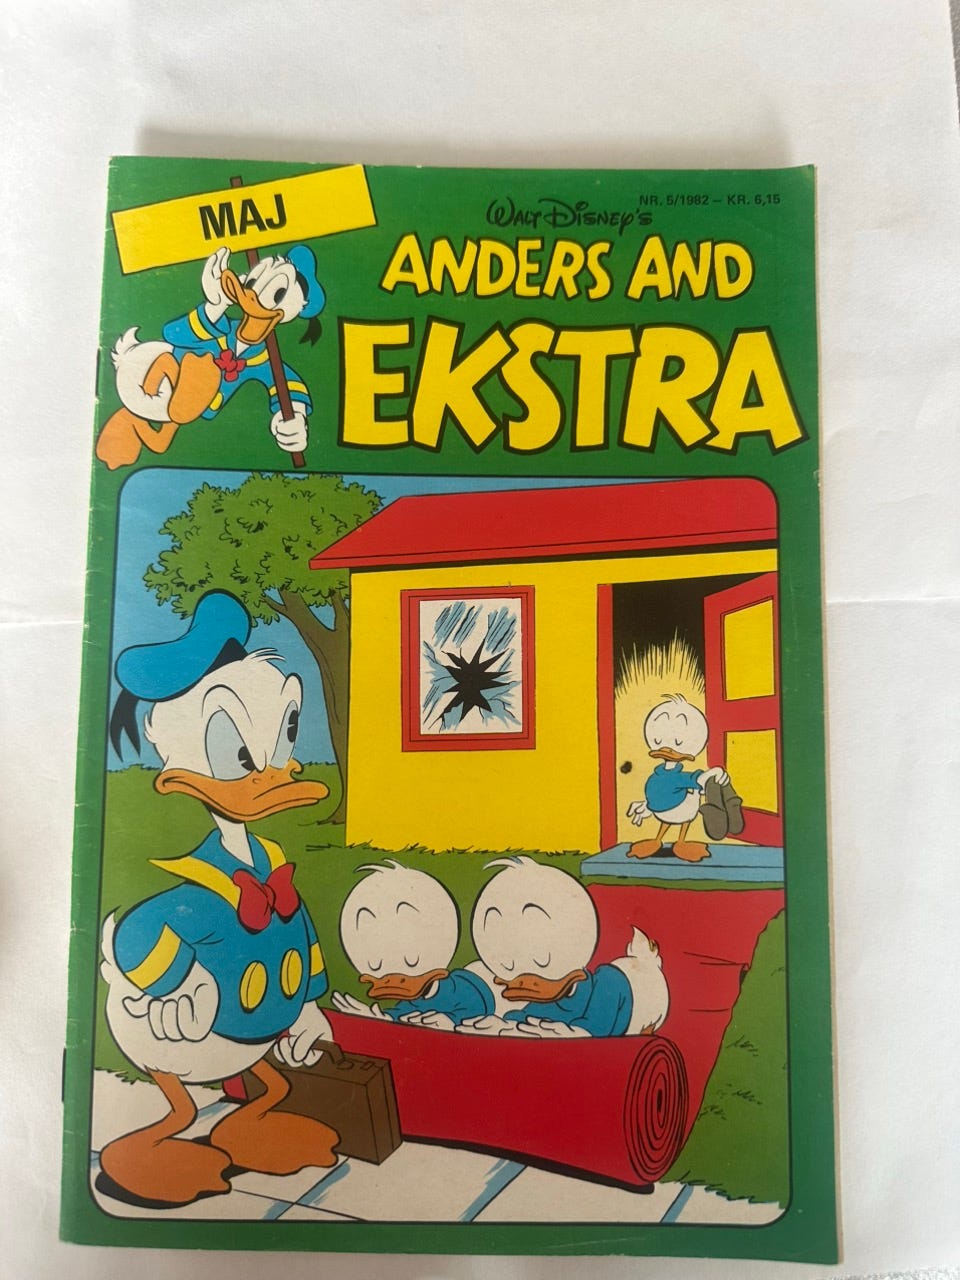 MAJ
NR. 5/1982 – KR. 6,15
WALT DISNEY'S
ANDERS AND
EKSTRA